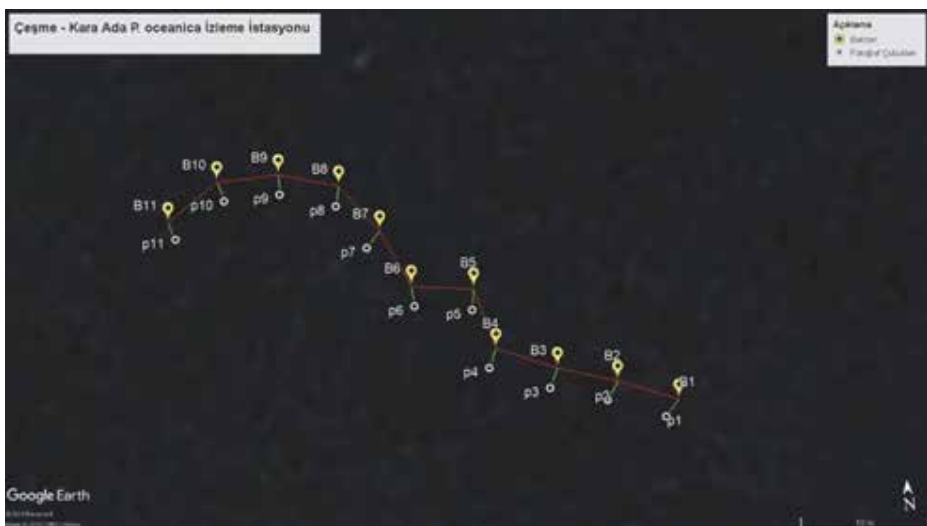 Çeşme - Kara Ada P. oceanica İzleme İstasyonu
Açıklama
B10
B9
B8
B11
p10
p9
p8
B7
p11
p7
B6
B5
p6
p5
B4
B3
B2
p4
p3
p2
B1
p1
Google Earth
N